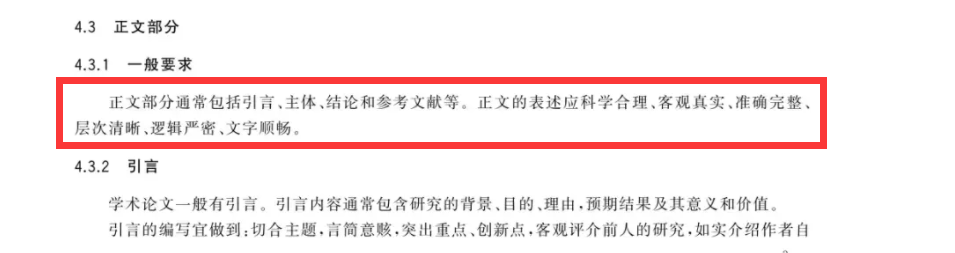 4.3 正文部分
4.3.1 一般要求
正文部分通常包括引言、主体、结论和参考文献等。正文的表述应科学合理、客观真实、准确完整、
层次清晰、逻辑严密、文字顺畅。
4.3.2 引言
学术论文一般有引言。引言内容通常包含研究的背景、目的、理由,预期结果及其意义和价值。
引言的编写宜做到:切合主题,言简意赅,突出重点、创新点,客观评介前人的研究,如实介绍作者自